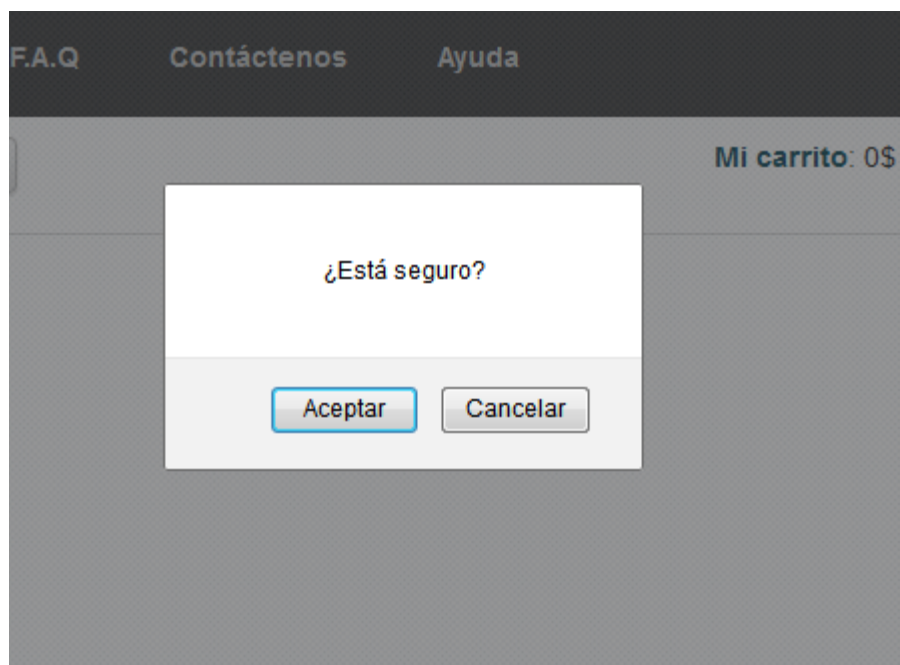 F.A.Q Contáctenos Ayuda
Mi carrito: 0$
¿Está seguro?
Aceptar Cancelar